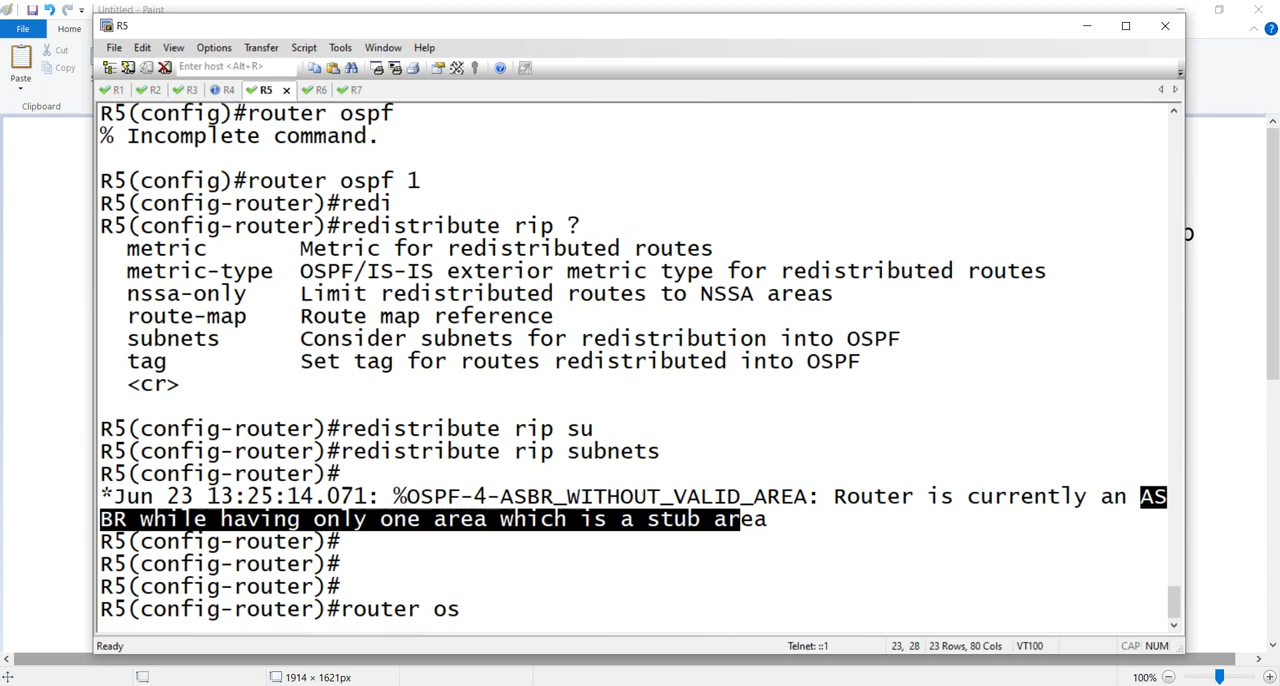 Untitled - Paint
File
Home
Paste
Cut
Copy
Clipboard
R5
File Edit View Options Transfer Script Tools Window Help
Enter host <Alt+R>
R1 R2 R3 R4 R5 R6 R7
R5(config)#router ospf
% Incomplete command.
R5(config)#router ospf 1
R5(config-router)#redi
R5(config-router)#redistribute rip ?
metric Metric for redistributed routes
metric-type OSPF/IS-IS exterior metric type for redistributed routes
nssa-only Limit redistributed routes to NSSA areas
route-map Route map reference
subnets Consider subnets for redistribution into OSPF
tag Set tag for routes redistributed into OSPF
<cr>
R5(config-router)#redistribute rip su
R5(config-router)#redistribute rip subnets
R5(config-router)#
*Jun 23 13:25:14.071: %OSPF-4-ASBR_WITHOUT_VALID_AREA: Router is currently an AS
BR while having only one area which is a stub area
R5(config-router)#
R5(config-router)#
R5(config-router)#
R5(config-router)#router os
Ready Telnet: ::1 23, 28 23 Rows, 80 Cols VT100 CAP NUM
1914 × 1621px 100%